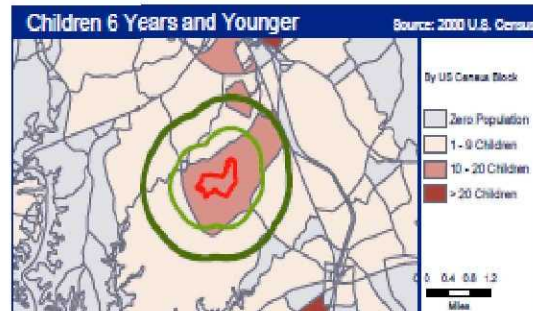 Children 6 Years and Younger
Source: 2000 U.S. Census
By US Census Block
Zero Population
1 - 9 Children
10 - 20 Children
> 20 Children
0 0.4 0.8 1.2
Miles